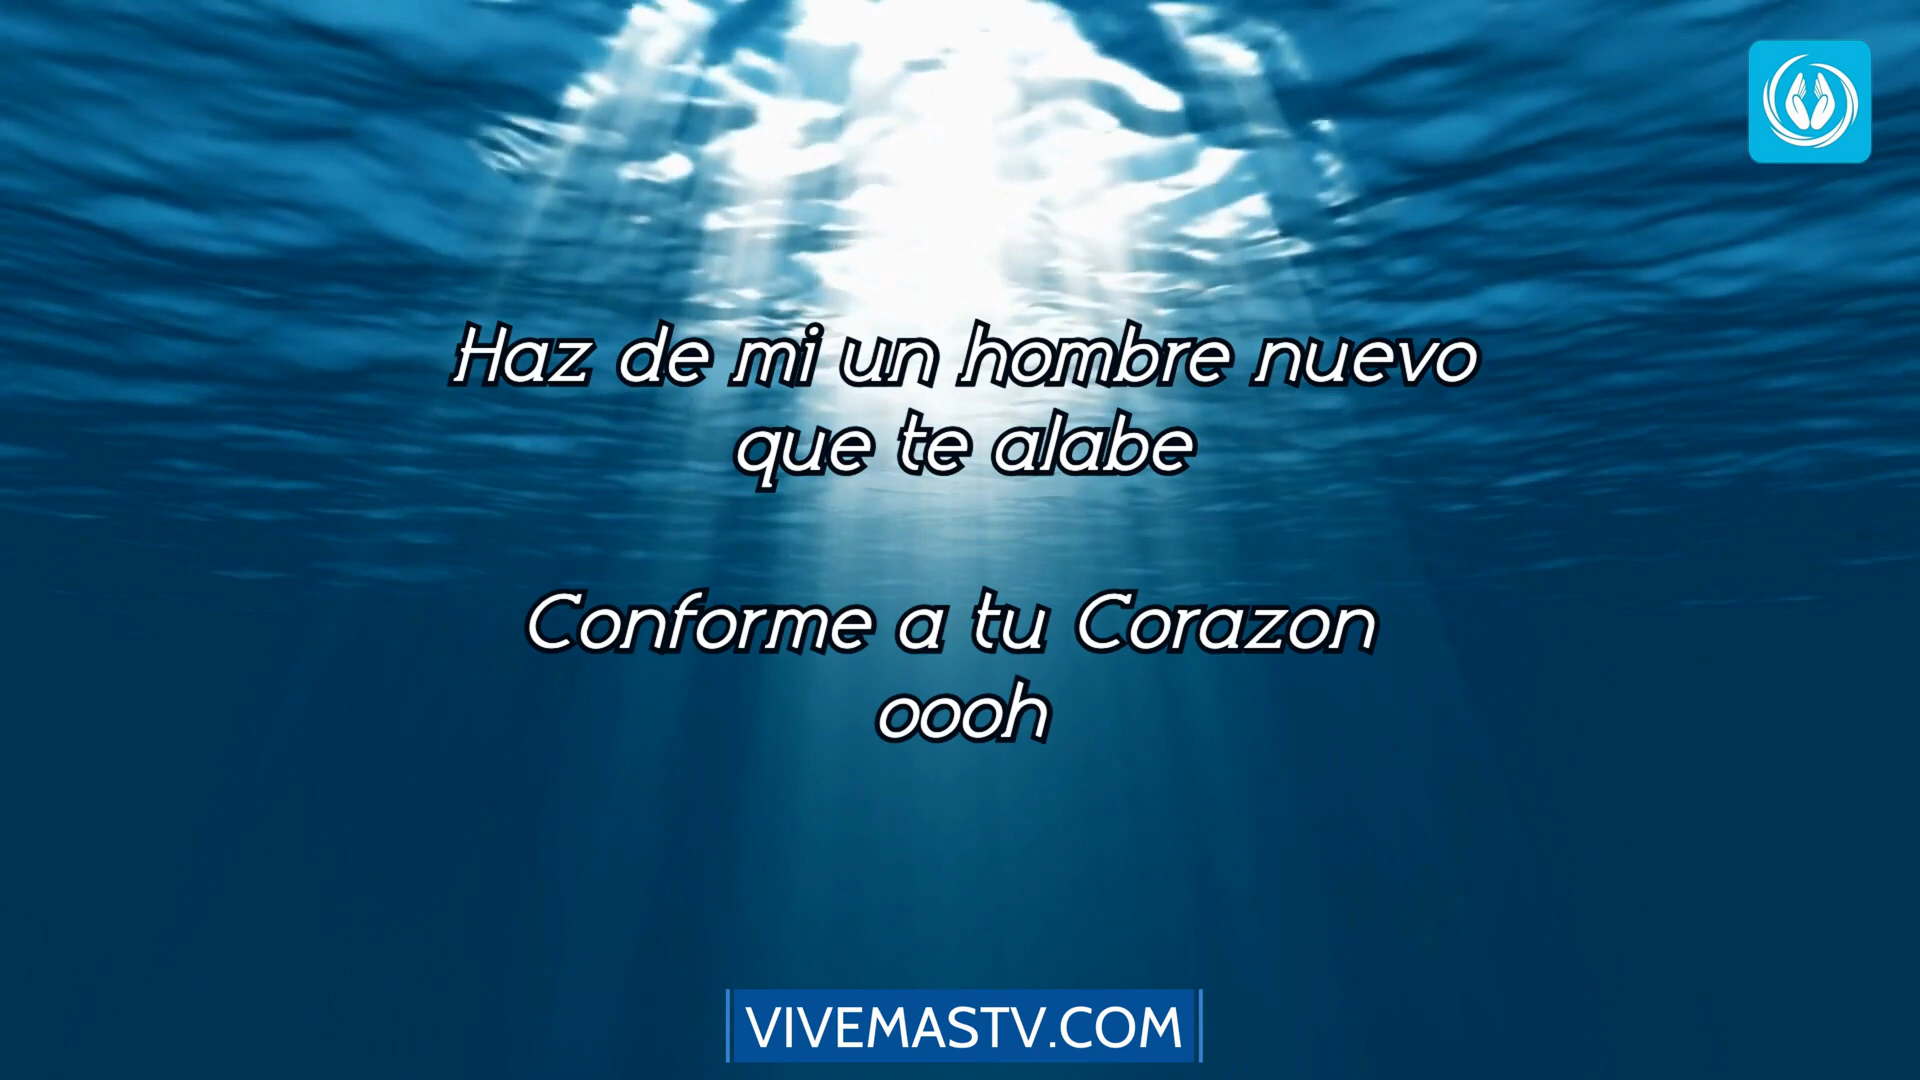 Haz de mi un hombre nuevo
que te alabe
Conforme a tu Corazon
oooh
VIVEMASTV.COM